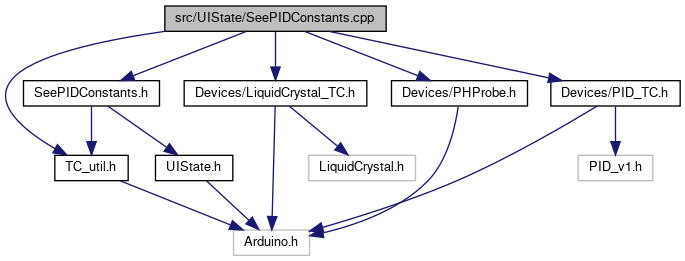 src/UIState/SeePIDConstants.cpp
SeePIDConstants.h
Devices/LiquidCrystal_TC.h
Devices/PHProbe.h
Devices/PID_TC.h
TC_util.h
UIState.h
LiquidCrystal.h
PID_v1.h
Arduino.h